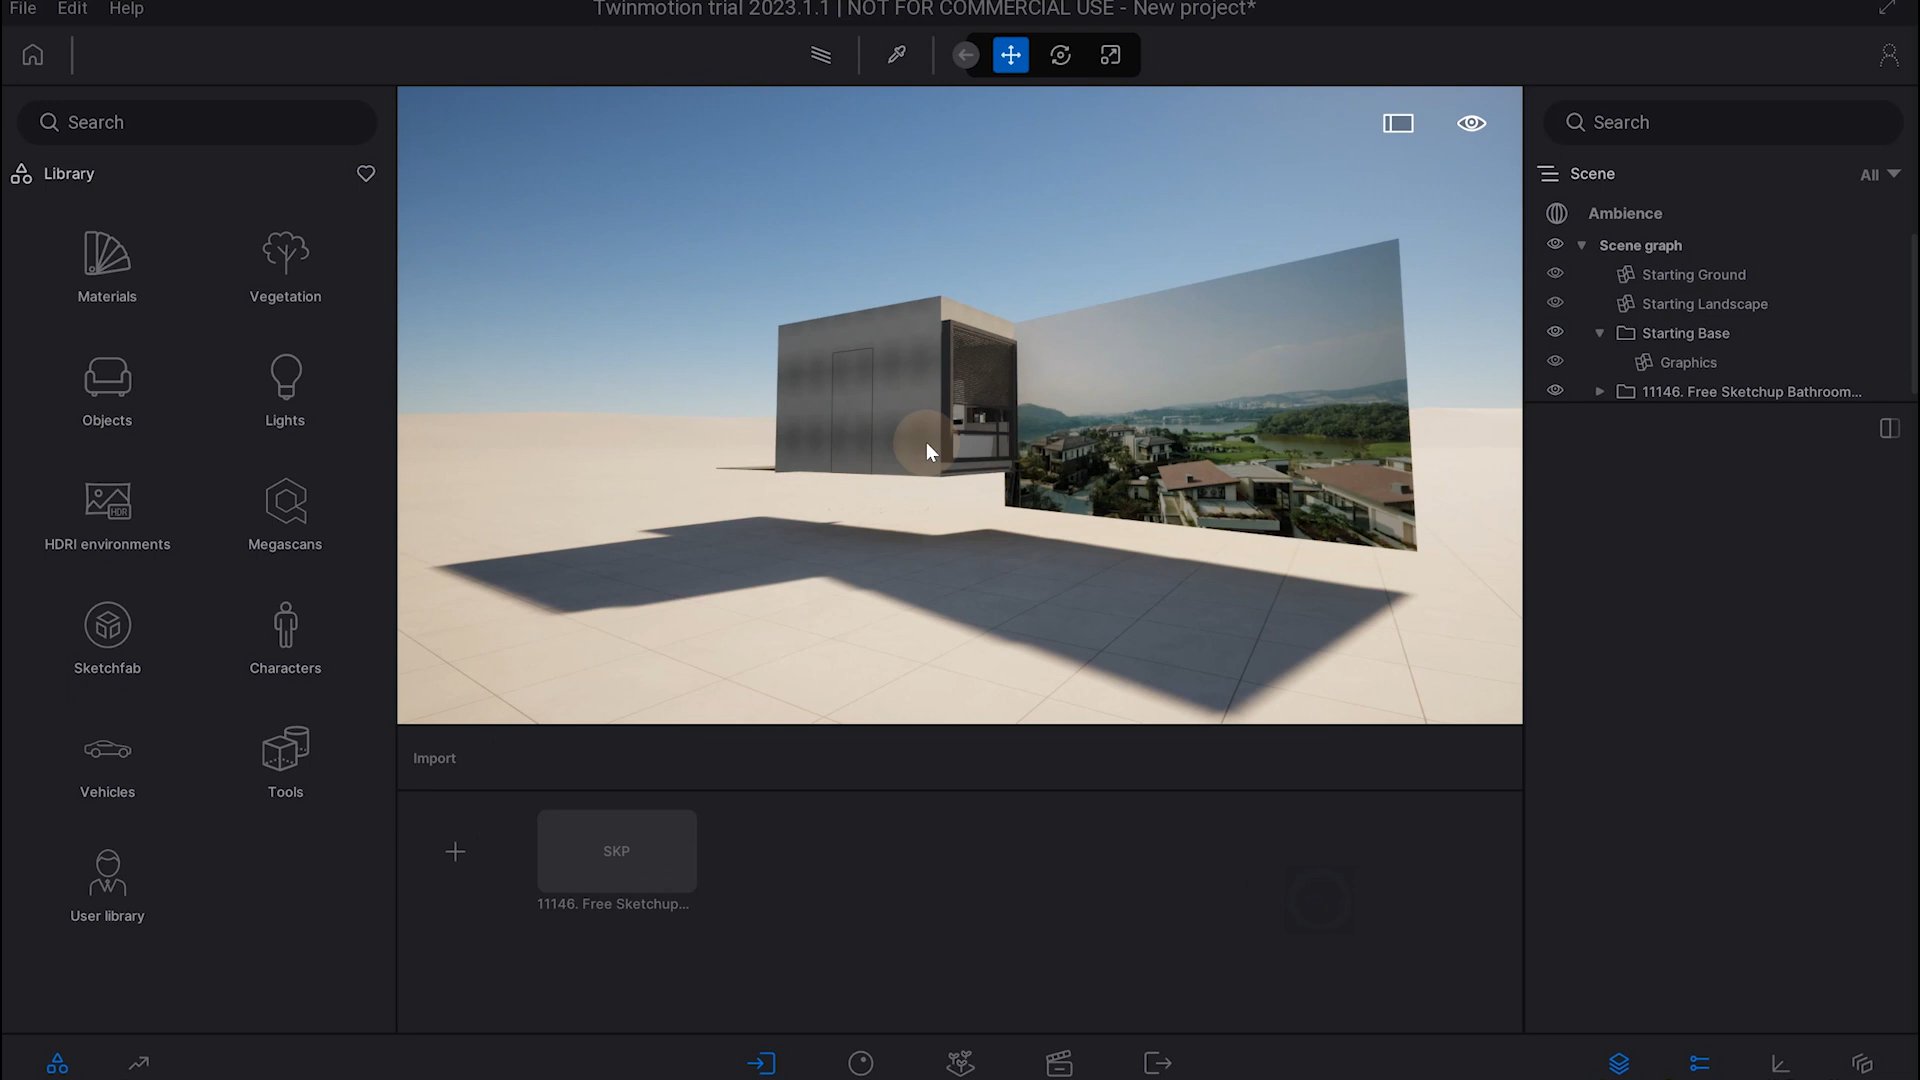 File Edit Help
Twinmotion trial 2023.1.1 | NOT FOR COMMERCIAL USE - New project*
Search
Library
Materials
Vegetation
Objects
Lights
HDR
HDRI environments
Megascans
Sketchfab
Characters
Vehicles
Tools
User library
Import
SKP
11146. Free Sketchup...
Search
Scene
All
Ambience
Scene graph
Starting Ground
Starting Landscape
Starting Base
Graphics
11146. Free Sketchup Bathroom...